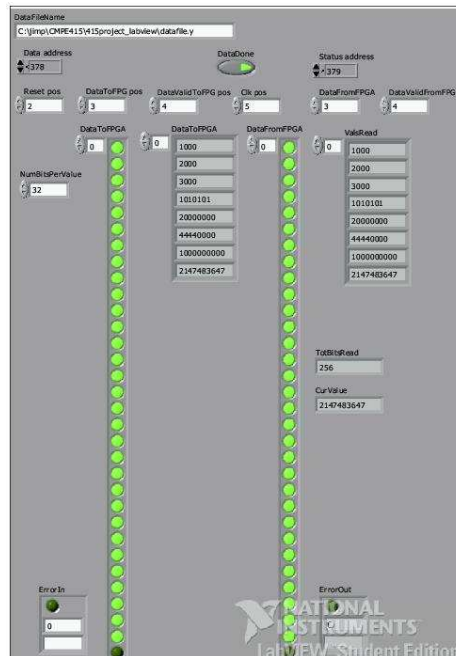 DataFileName
C:\jimp\CMPE415\415project_labview\datafile.y
Data address
DataDone
Status address
378
379
Reset pos
DataToFPG pos
DataValidToFPG pos
Clk pos
DataFromFPGA
DataValidFromFPG
2
3
4
5
3
4
DataToFPGA
DataToFPGA
DataFromFPGA
ValsRead
0
0
0
0
1000
1000
2000
2000
NumBitsPerValue
3000
3000
32
1010101
1010101
20000000
20000000
44440000
44440000
1000000000
1000000000
2147483647
2147483647
TotBitsRead
256
CurValue
2147483647
ErrorIn
ErrorOut
0
0
NATIONAL
INSTRUMENTS
LabVIEW Student Edition